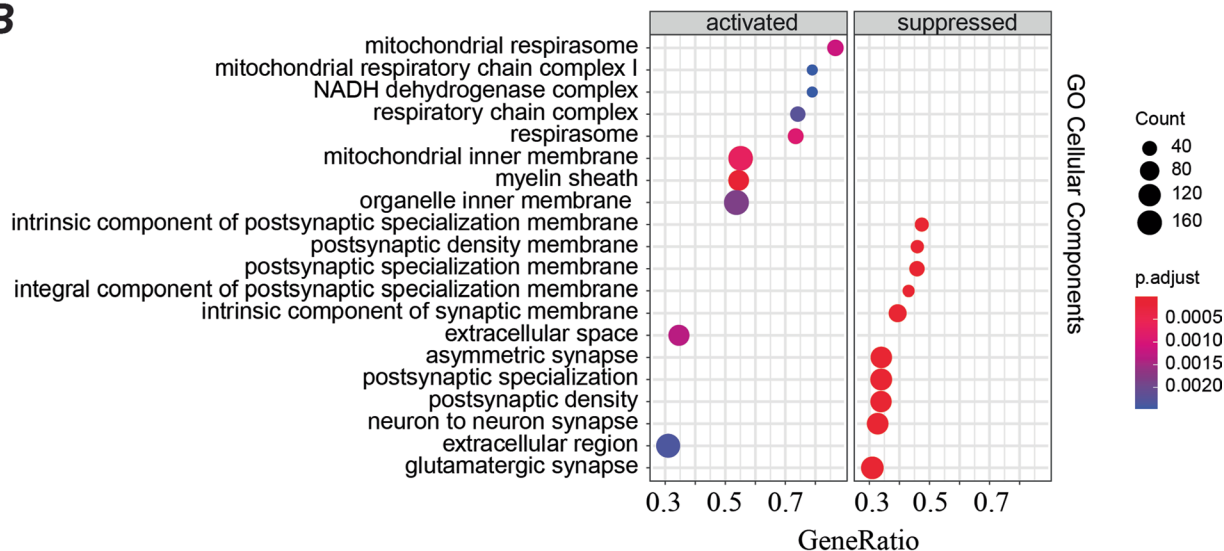 B
activated suppressed
mitochondrial respirasome
mitochondrial respiratory chain complex I
NADH dehydrogenase complex
respiratory chain complex
respirasome
mitochondrial inner membrane
myelin sheath
organelle inner membrane
intrinsic component of postsynaptic specialization membrane
postsynaptic density membrane
postsynaptic specialization membrane
integral component of postsynaptic specialization membrane
intrinsic component of synaptic membrane
extracellular space
asymmetric synapse
postsynaptic specialization
postsynaptic density
neuron to neuron synapse
extracellular region
glutamatergic synapse
0.3 0.5 0.7 0.3 0.5 0.7
GeneRatio
GO Cellular Components
Count
40
80
120
160
p.adjust
0.0005
0.0010
0.0015
0.0020